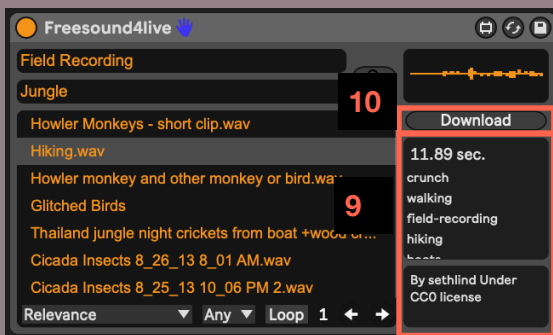 Freesound4live
Field Recording
Jungle
10
Download
Howler Monkeys - short clip.wav
Hiking.wav
Howler monkey and other monkey or bird.wav
Glitched Birds
Thailand jungle night crickets from boat +wood
Cicada Insects 8_26_13 8_01 AM.wav
Cicada Insects 8_25_13 10_06 PM 2.wav
9
11.89 sec.
crunch
walking
field-recording
hiking
boots
By sethlind Under
CC0 license
Relevance
Any
Loop
1